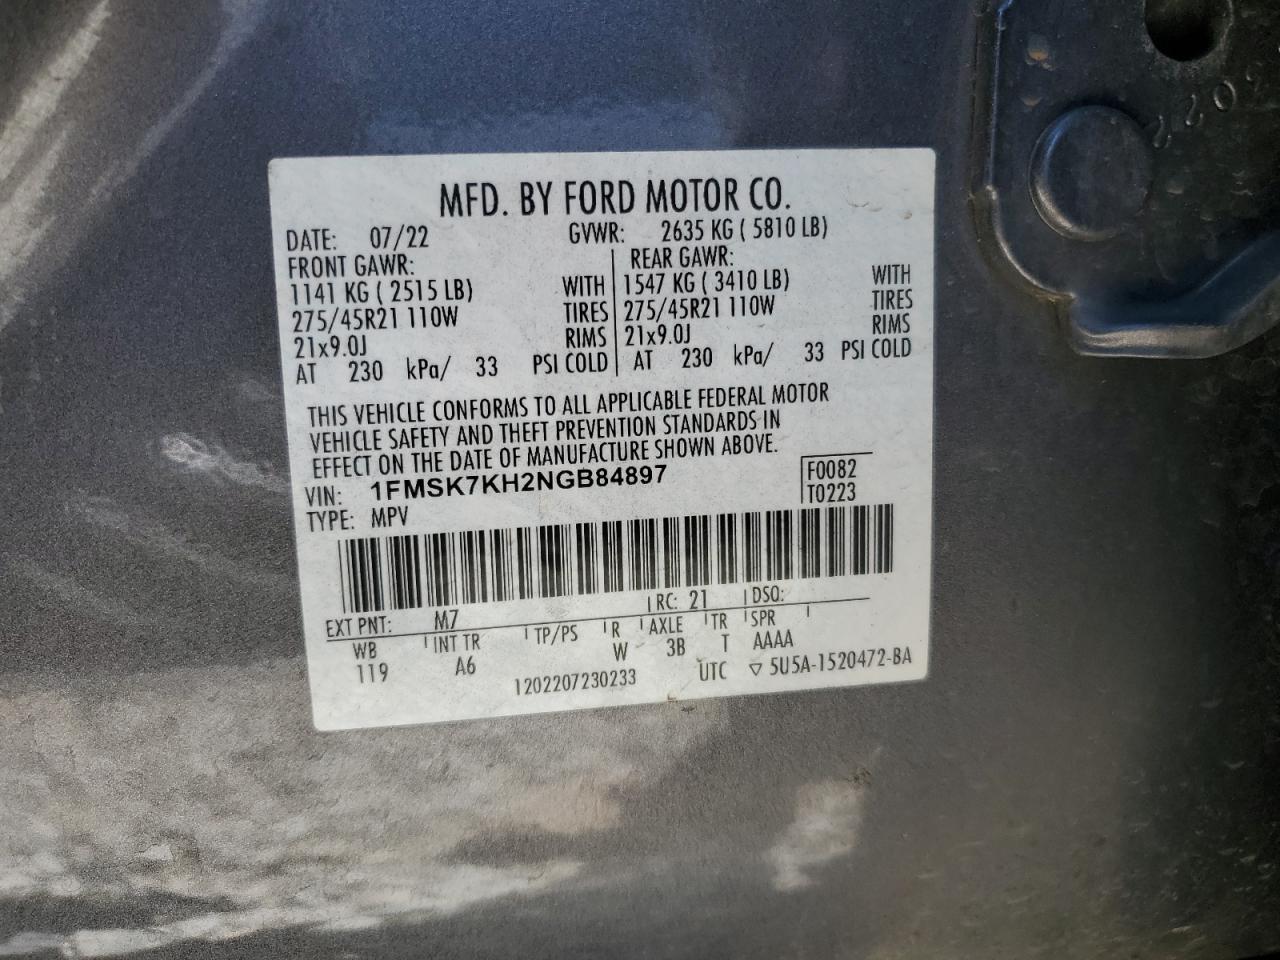 2022
MFD. BY FORD MOTOR CO.
DATE: 07/22 GVWR: 2635 KG ( 5810 LB)
FRONT GAWR: REAR GAWR:
1141 KG ( 2515 LB) WITH 1547 KG ( 3410 LB) WITH
275/45R21 110W TIRES 275/45R21 110W TIRES
21x9.0J RIMS 21x9.0J RIMS
AT 230 kPa/ 33 PSI COLD AT 230 kPa/ 33 PSI COLD
THIS VEHICLE CONFORMS TO ALL APPLICABLE FEDERAL MOTOR
VEHICLE SAFETY AND THEFT PREVENTION STANDARDS IN
EFFECT ON THE DATE OF MANUFACTURE SHOWN ABOVE.
VIN: 1FMSK7KH2NGB84897 F0082
TYPE: MPV T0223
EXT PNT: M7 RC: 21 DSO:
WB INT TR TP/PS R AXLE TR SPR
119 A6 W 3B T AAAA
1202207230233 UTC ▽ 5U5A-1520472-BA